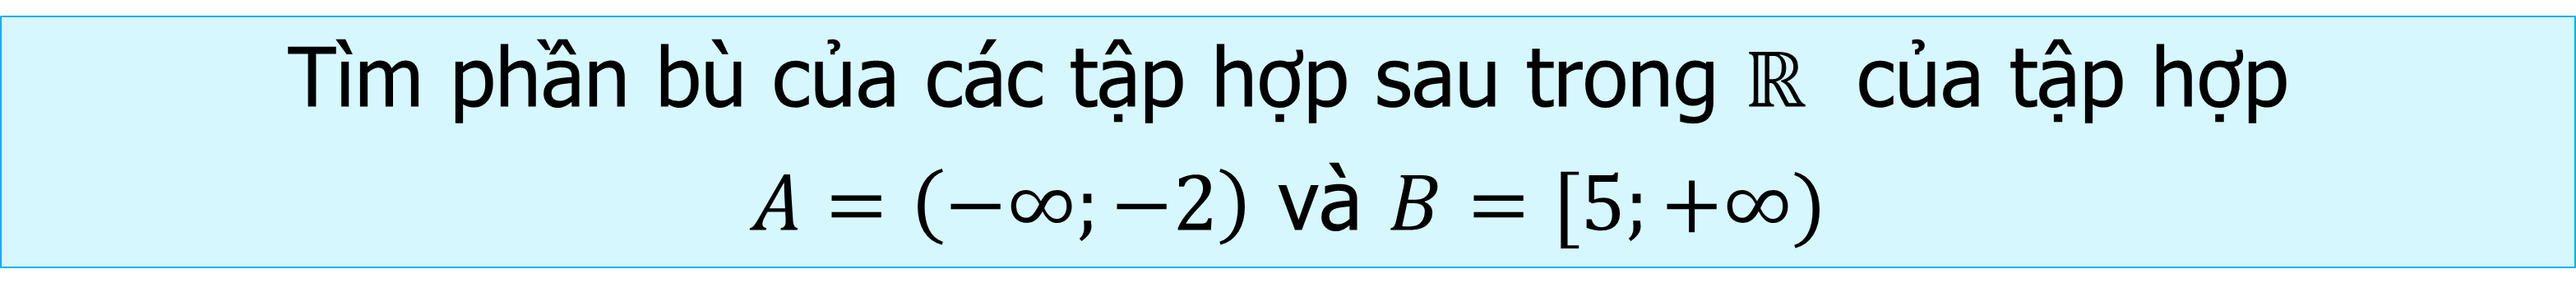 Tìm phần bù của các tập hợp sau trong ℝ của tập hợp
A = (−∞; −2) và B = [5; +∞)